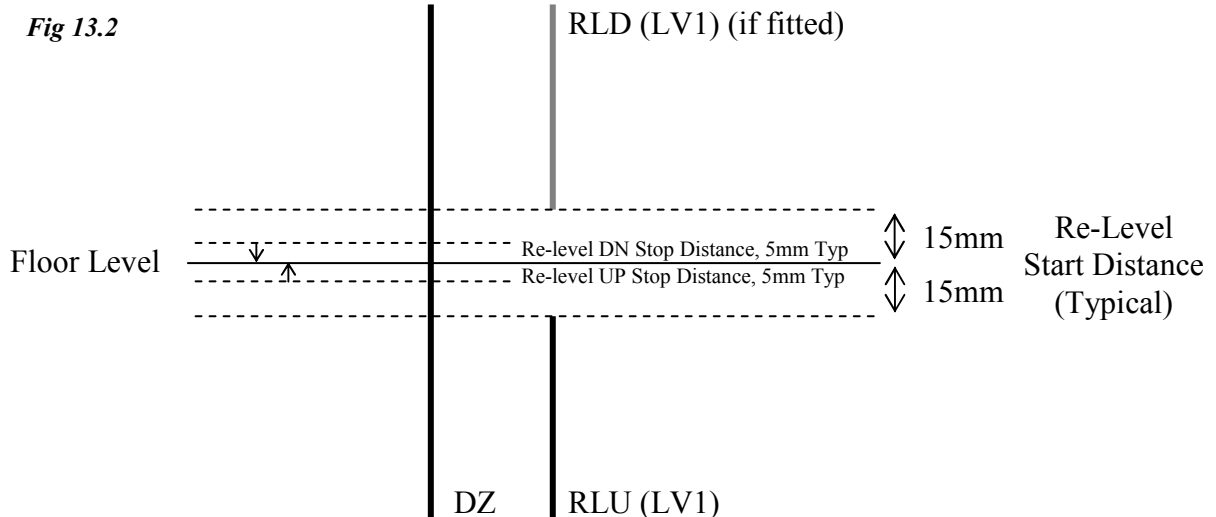 Fig 13.2
RLD (LV1) (if fitted)
Floor Level
Re-level DN Stop Distance, 5mm Typ
Re-level UP Stop Distance, 5mm Typ
15mm
15mm
Re-Level
Start Distance
(Typical)
DZ
RLU (LV1)